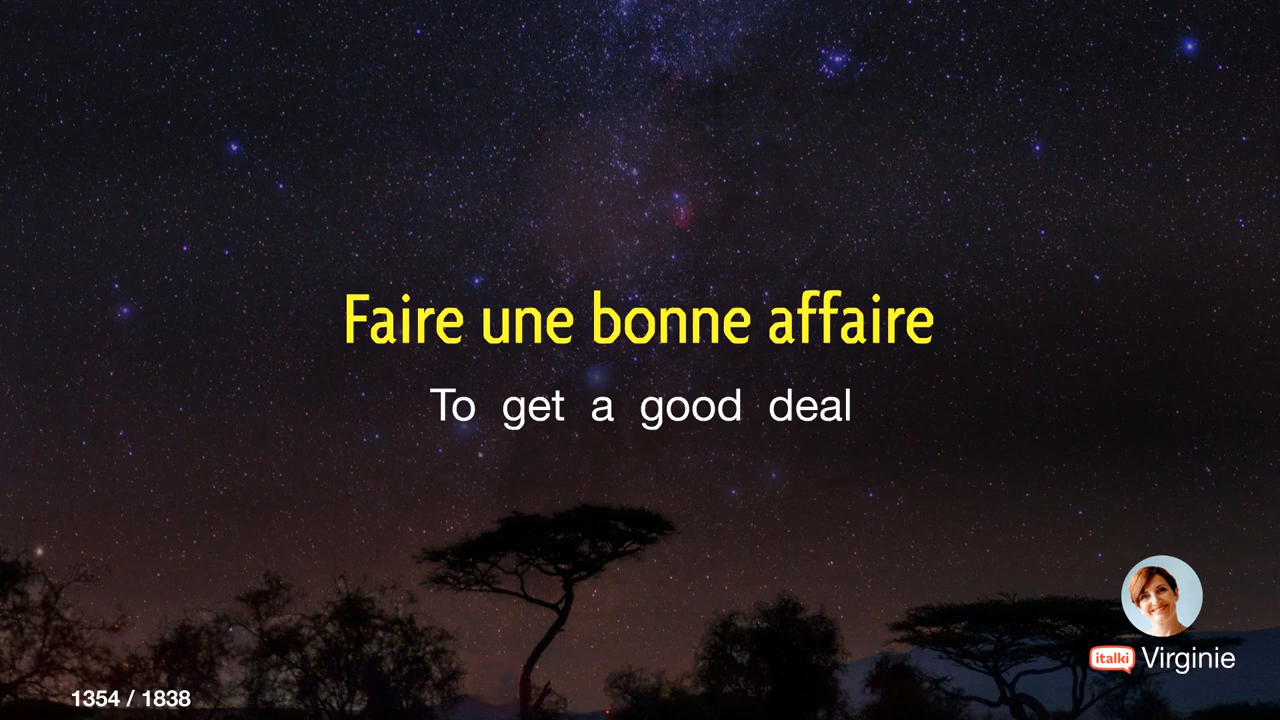 Faire une bonne affaire
To get a good deal
italki Virginie
1354 / 1838